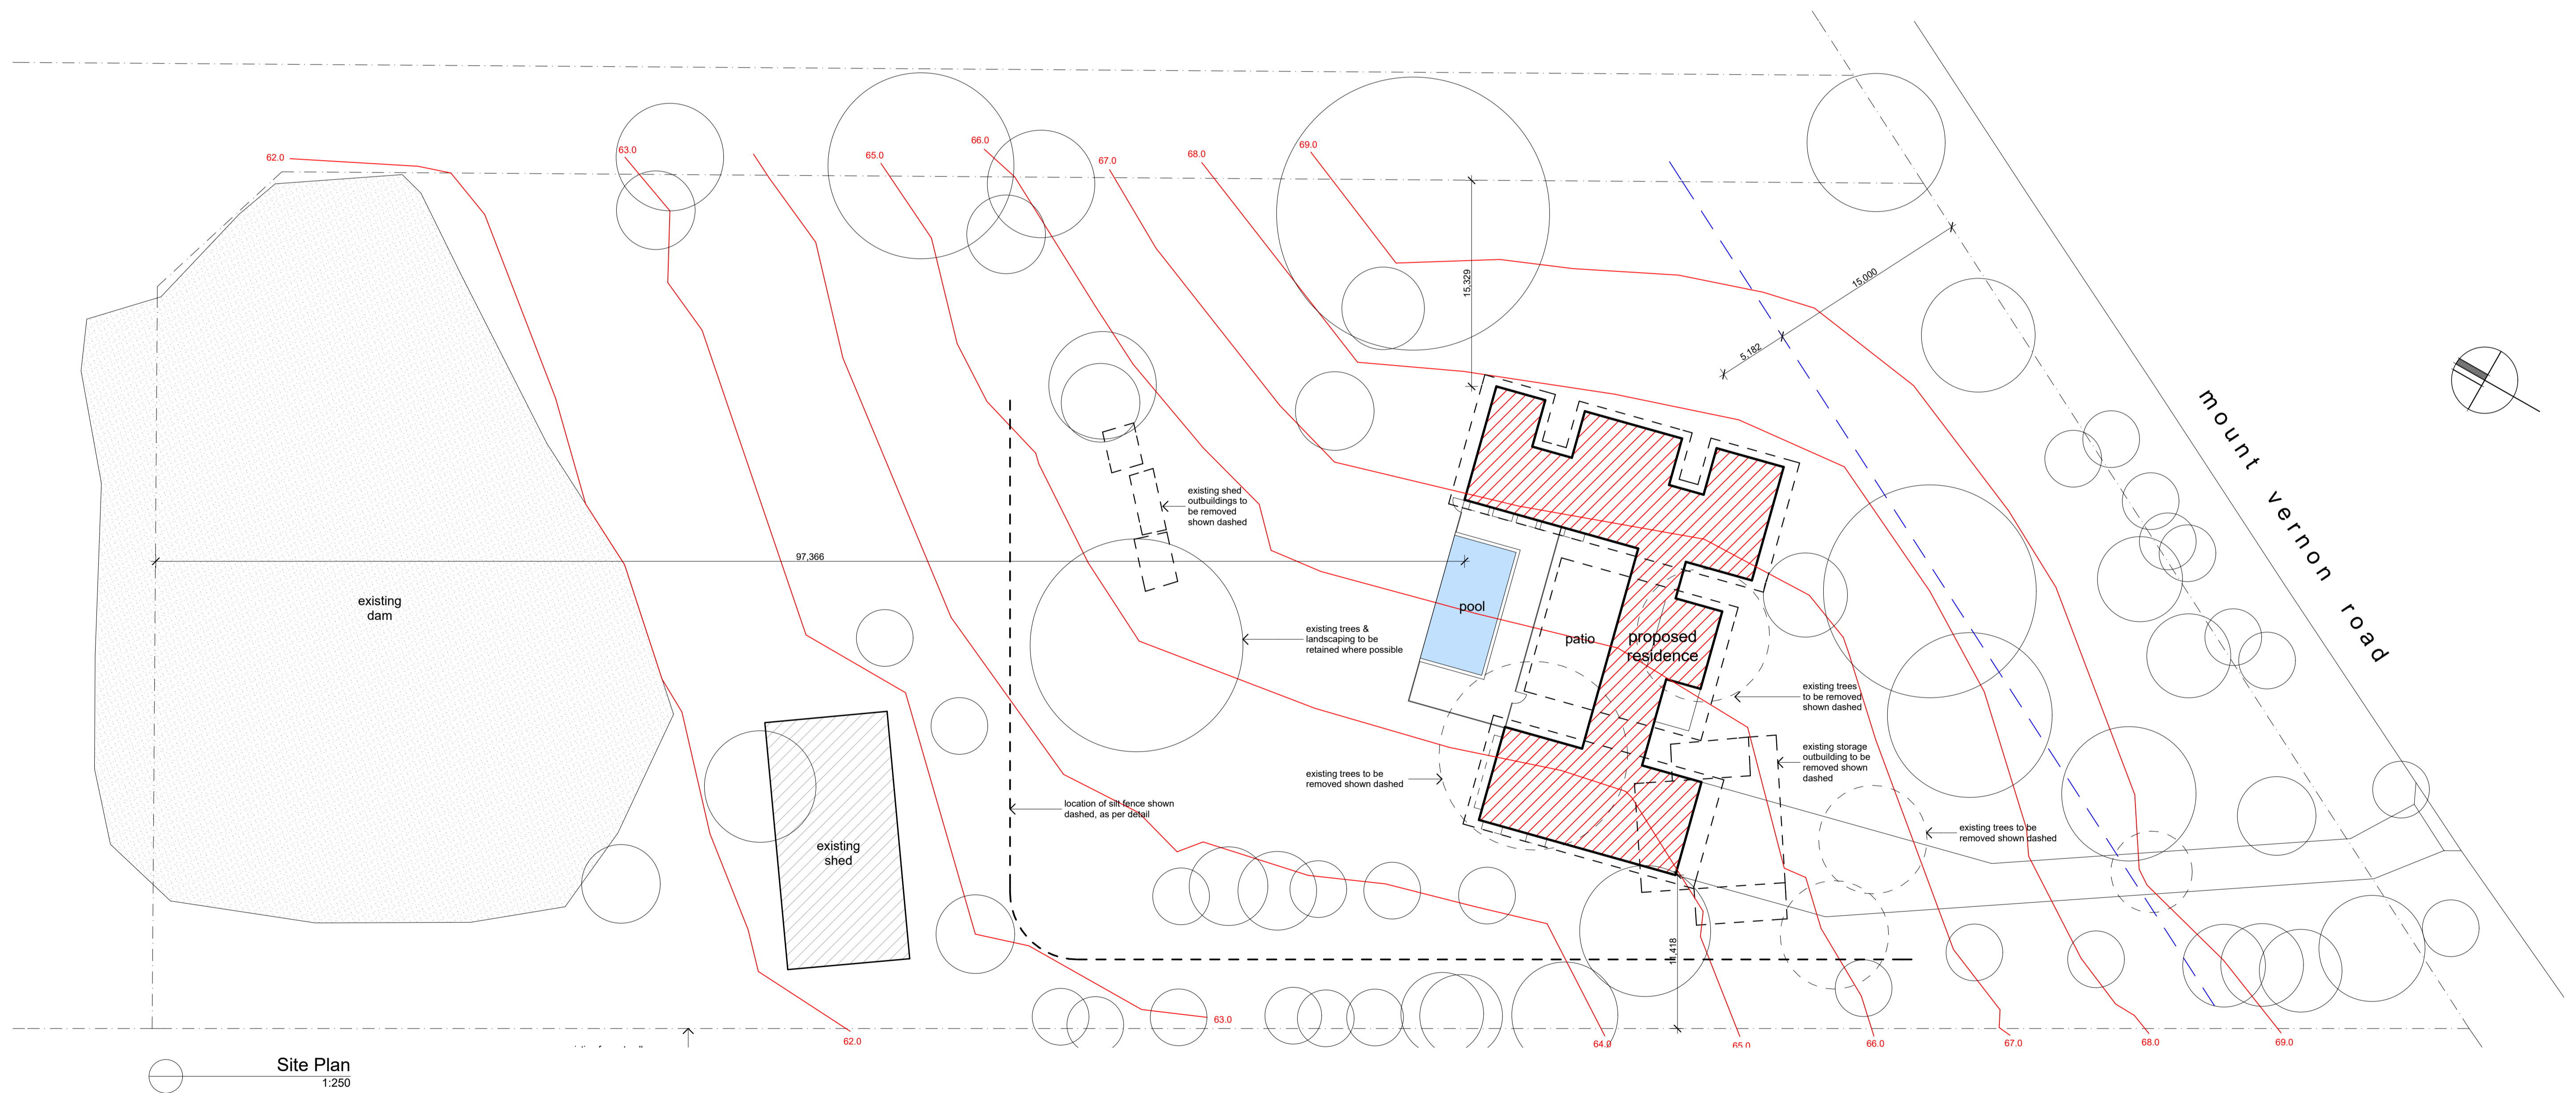 62.0
63.0
65.0
66.0
67.0
68.0
69.0
15,329
15,000
5,182
mount vernon road
existing shed
outbuildings to
be removed
shown dashed
97,366
existing
dam
pool
patio
proposed
residence
existing trees &
landscaping to be
retained where possible
existing trees
to be removed
shown dashed
existing storage
outbuilding to be
removed shown
dashed
existing trees to be
removed shown dashed
location of silt fence shown
dashed, as per detail
existing trees to be
removed shown dashed
existing
shed
11,418
63.0
62.0
64.0
65.0
66.0
67.0
68.0
69.0
Site Plan
1:250